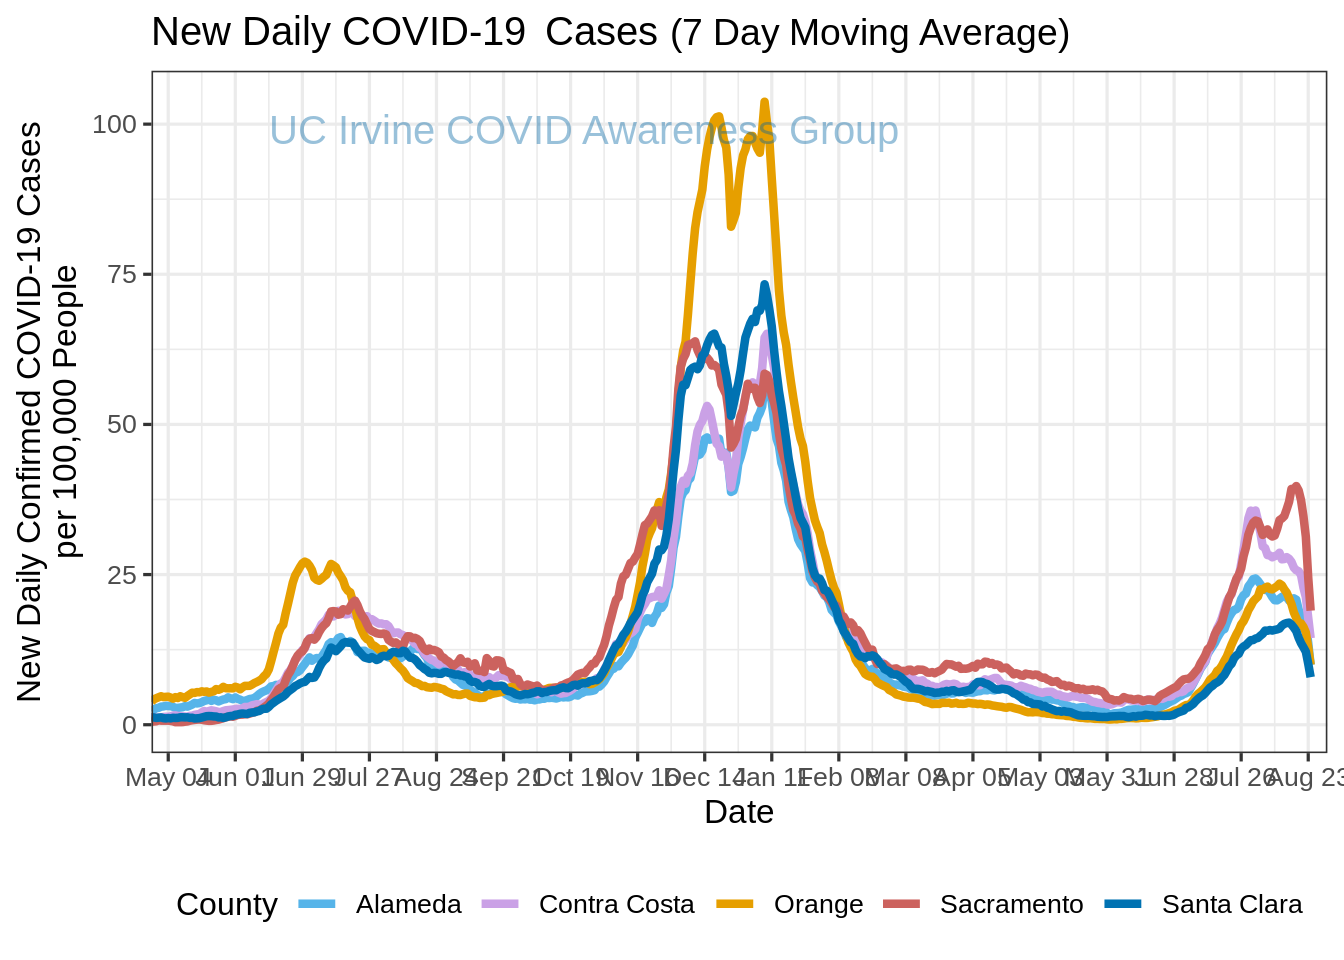 New Daily COVID-19 Cases (7 Day Moving Average)
UC Irvine COVID Awareness Group
New Daily Confirmed COVID-19 Cases
per 100,000 People
100
75
50
25
0
May 04 Jun 01 Jun 29 Jul 27 Aug 24 Sep 21 Oct 19 Nov 16 Dec 14 Jan 11 Feb 08 Mar 08 Apr 05 May 03 May 31 Jun 28 Jul 26 Aug 23
Date
County Alameda Contra Costa Orange Sacramento Santa Clara